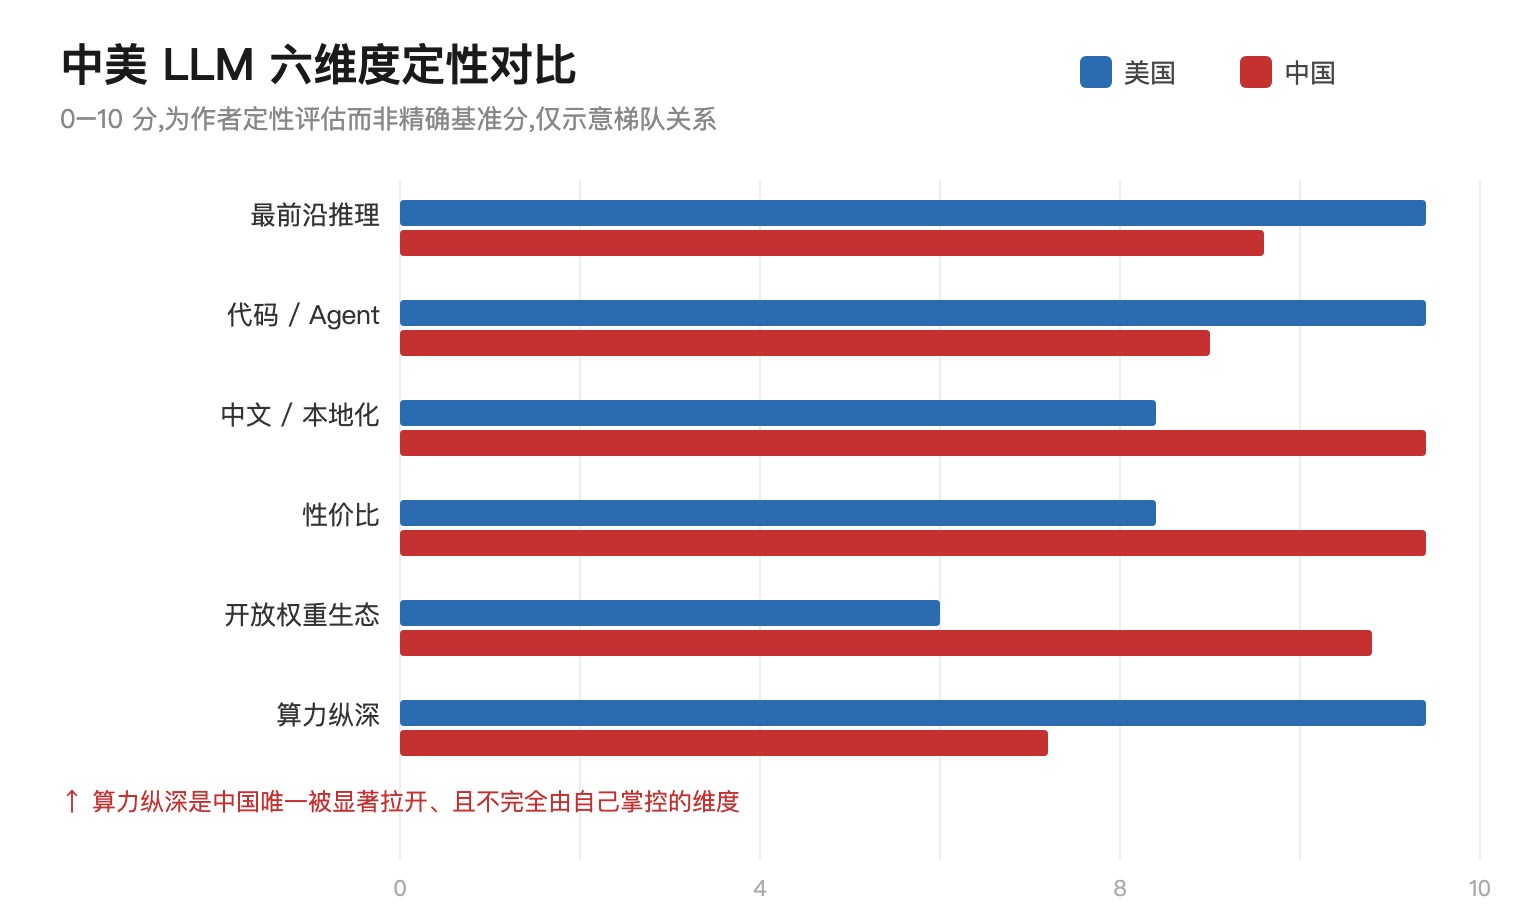 中美 LLM 六维度定性对比
0—10 分,为作者定性评估而非精确基准分,仅示意梯队关系
美国
中国
最前沿推理
代码 / Agent
中文 / 本地化
性价比
开放权重生态
算力纵深
↑ 算力纵深是中国唯一被显著拉开、且不完全由自己掌控的维度
0 4 8 10